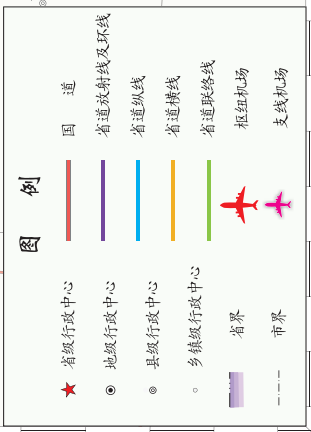 图 例
省级行政中心
地级行政中心
县级行政中心
乡镇级行政中心
省界
市界
国 道
省道放射线及环线
省道纵线
省道横线
省道联络线
枢纽机场
支线机场